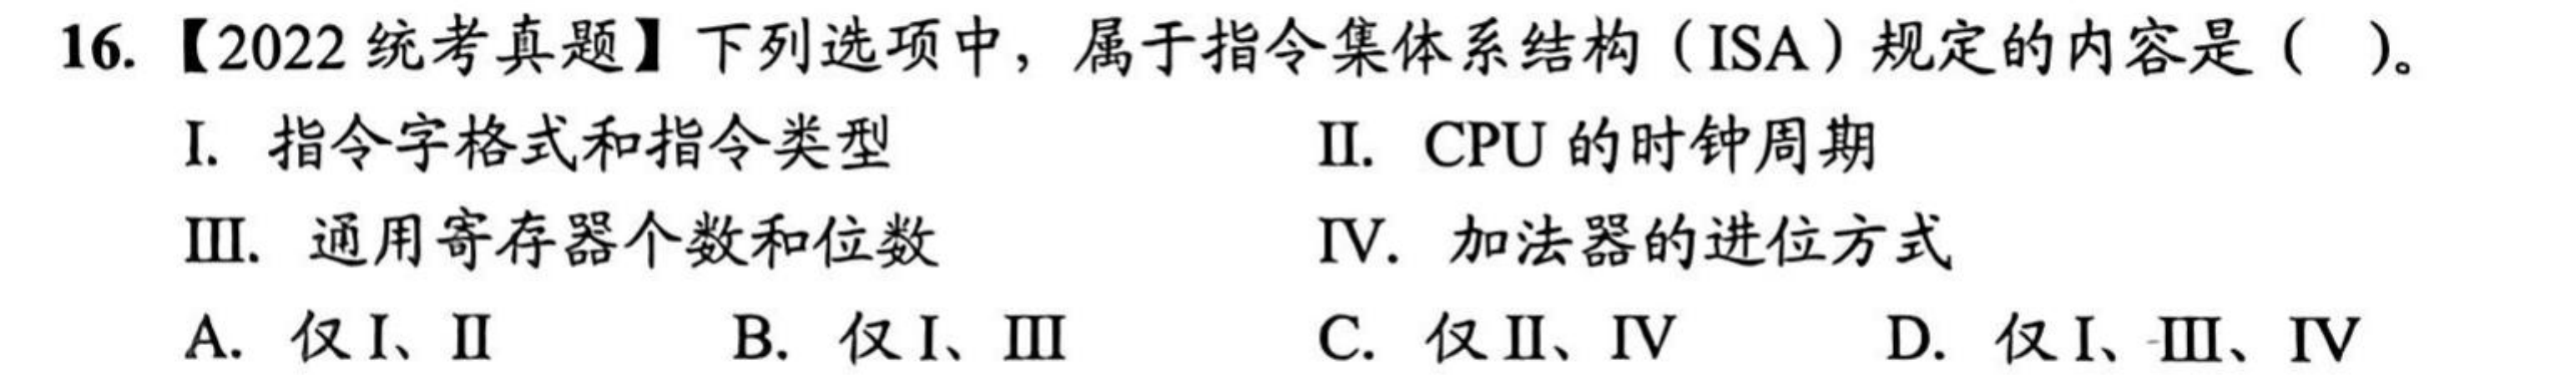 16.【2022 统考真题】下列选项中，属于指令集体系结构（ISA）规定的内容是（ ）。
I. 指令字格式和指令类型 II. CPU 的时钟周期
III. 通用寄存器个数和位数 IV. 加法器的进位方式
A. 仅 I、II B. 仅 I、III C. 仅 II、IV D. 仅 I、III、IV